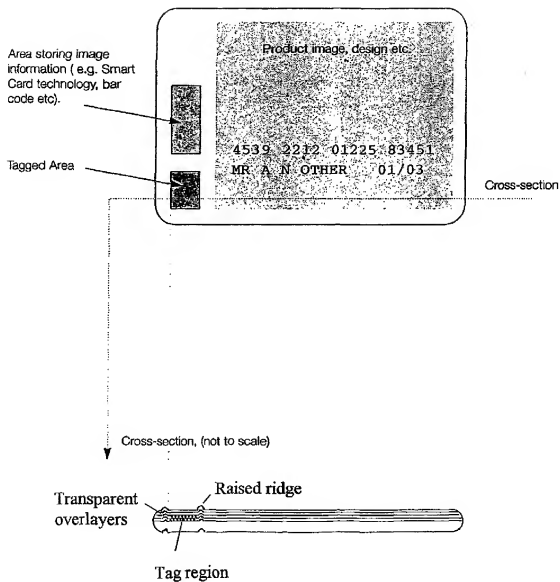 Product image, design etc.
Area storing image
information ( e.g. Smart
Card technology, bar
code etc).
4539 2212 01225 83451
MR A N OTHER 01/03
Tagged Area
Cross-section
Cross-section, (not to scale)
Raised ridge
Transparent
overlayers
Tag region